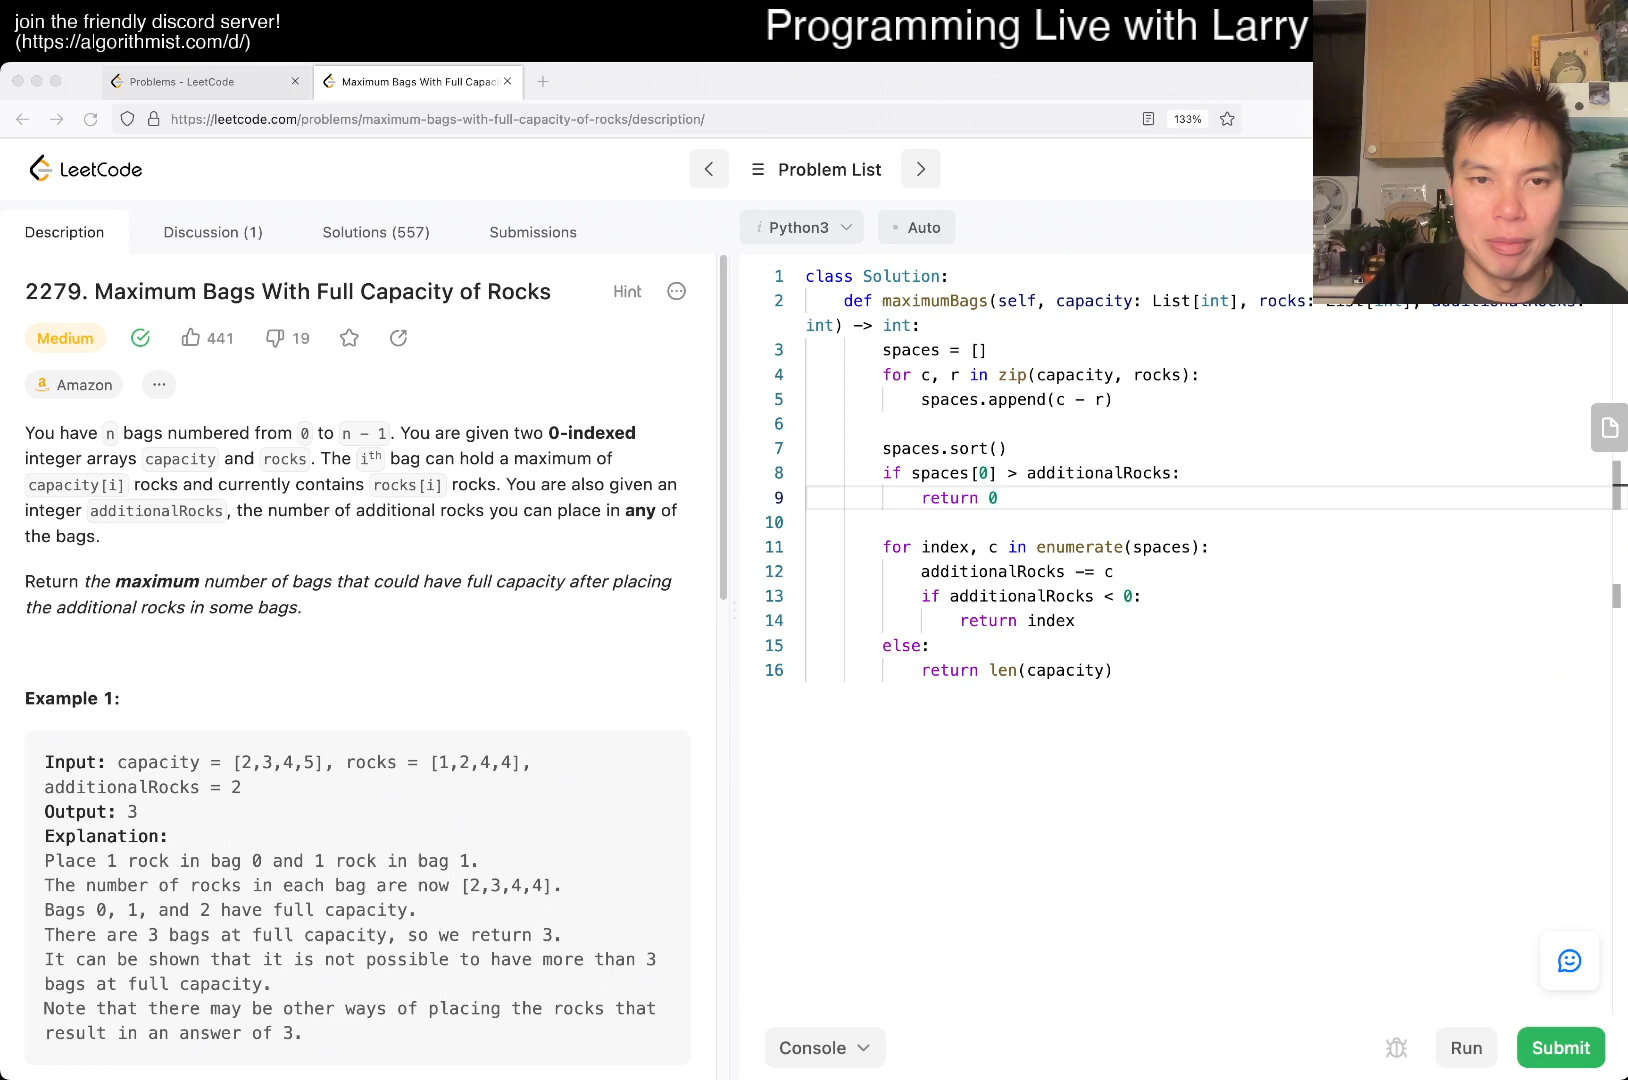 join the friendly discord server!
(https://algorithmist.com/d/)
Programming Live with Larry
Problems - LeetCode
Maximum Bags With Full Capaci
https://leetcode.com/problems/maximum-bags-with-full-capacity-of-rocks/description/
133%
LeetCode
Problem List
Description
Discussion (1)
Solutions (557)
Submissions
i Python3
Auto
2279. Maximum Bags With Full Capacity of Rocks
Hint
Medium
441
19
a Amazon
You have n bags numbered from 0 to n - 1. You are given two 0-indexed
integer arrays capacity and rocks. The ith bag can hold a maximum of
capacity[i] rocks and currently contains rocks[i] rocks. You are also given an
integer additionalRocks, the number of additional rocks you can place in any of
the bags.
Return the maximum number of bags that could have full capacity after placing
the additional rocks in some bags.
Example 1:
Input: capacity = [2,3,4,5], rocks = [1,2,4,4],
additionalRocks = 2
Output: 3
Explanation:
Place 1 rock in bag 0 and 1 rock in bag 1.
The number of rocks in each bag are now [2,3,4,4].
Bags 0, 1, and 2 have full capacity.
There are 3 bags at full capacity, so we return 3.
It can be shown that it is not possible to have more than 3
bags at full capacity.
Note that there may be other ways of placing the rocks that
result in an answer of 3.
1 class Solution:
2 def maximumBags(self, capacity: List[int], rocks: List[int], additionalRocks:
int) -> int:
3 spaces = []
4 for c, r in zip(capacity, rocks):
5 spaces.append(c - r)
6
7 spaces.sort()
8 if spaces[0] > additionalRocks:
9 return 0
10
11 for index, c in enumerate(spaces):
12 additionalRocks -= c
13 if additionalRocks < 0:
14 return index
15 else:
16 return len(capacity)
Console
Run
Submit